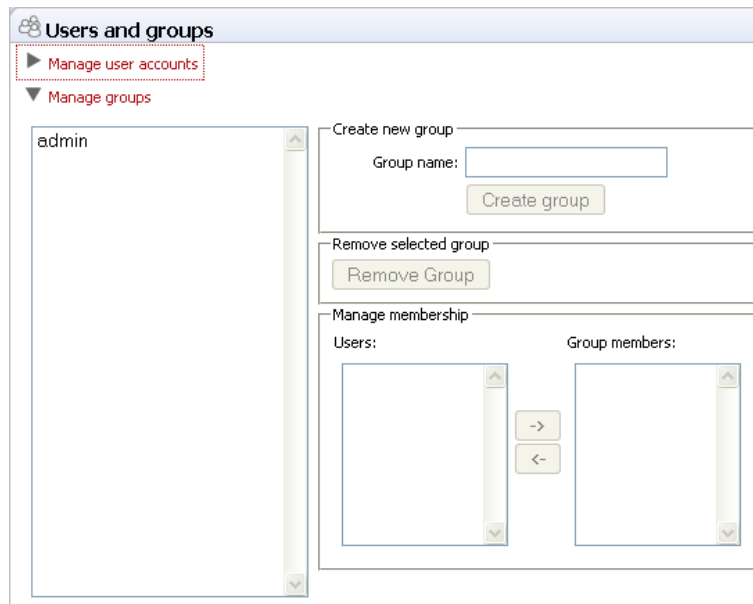 Users and groups
Manage user accounts
Manage groups
admin
Create new group
Group name:
Create group
Remove selected group
Remove Group
Manage membership
Users:
Group members:
->
<-